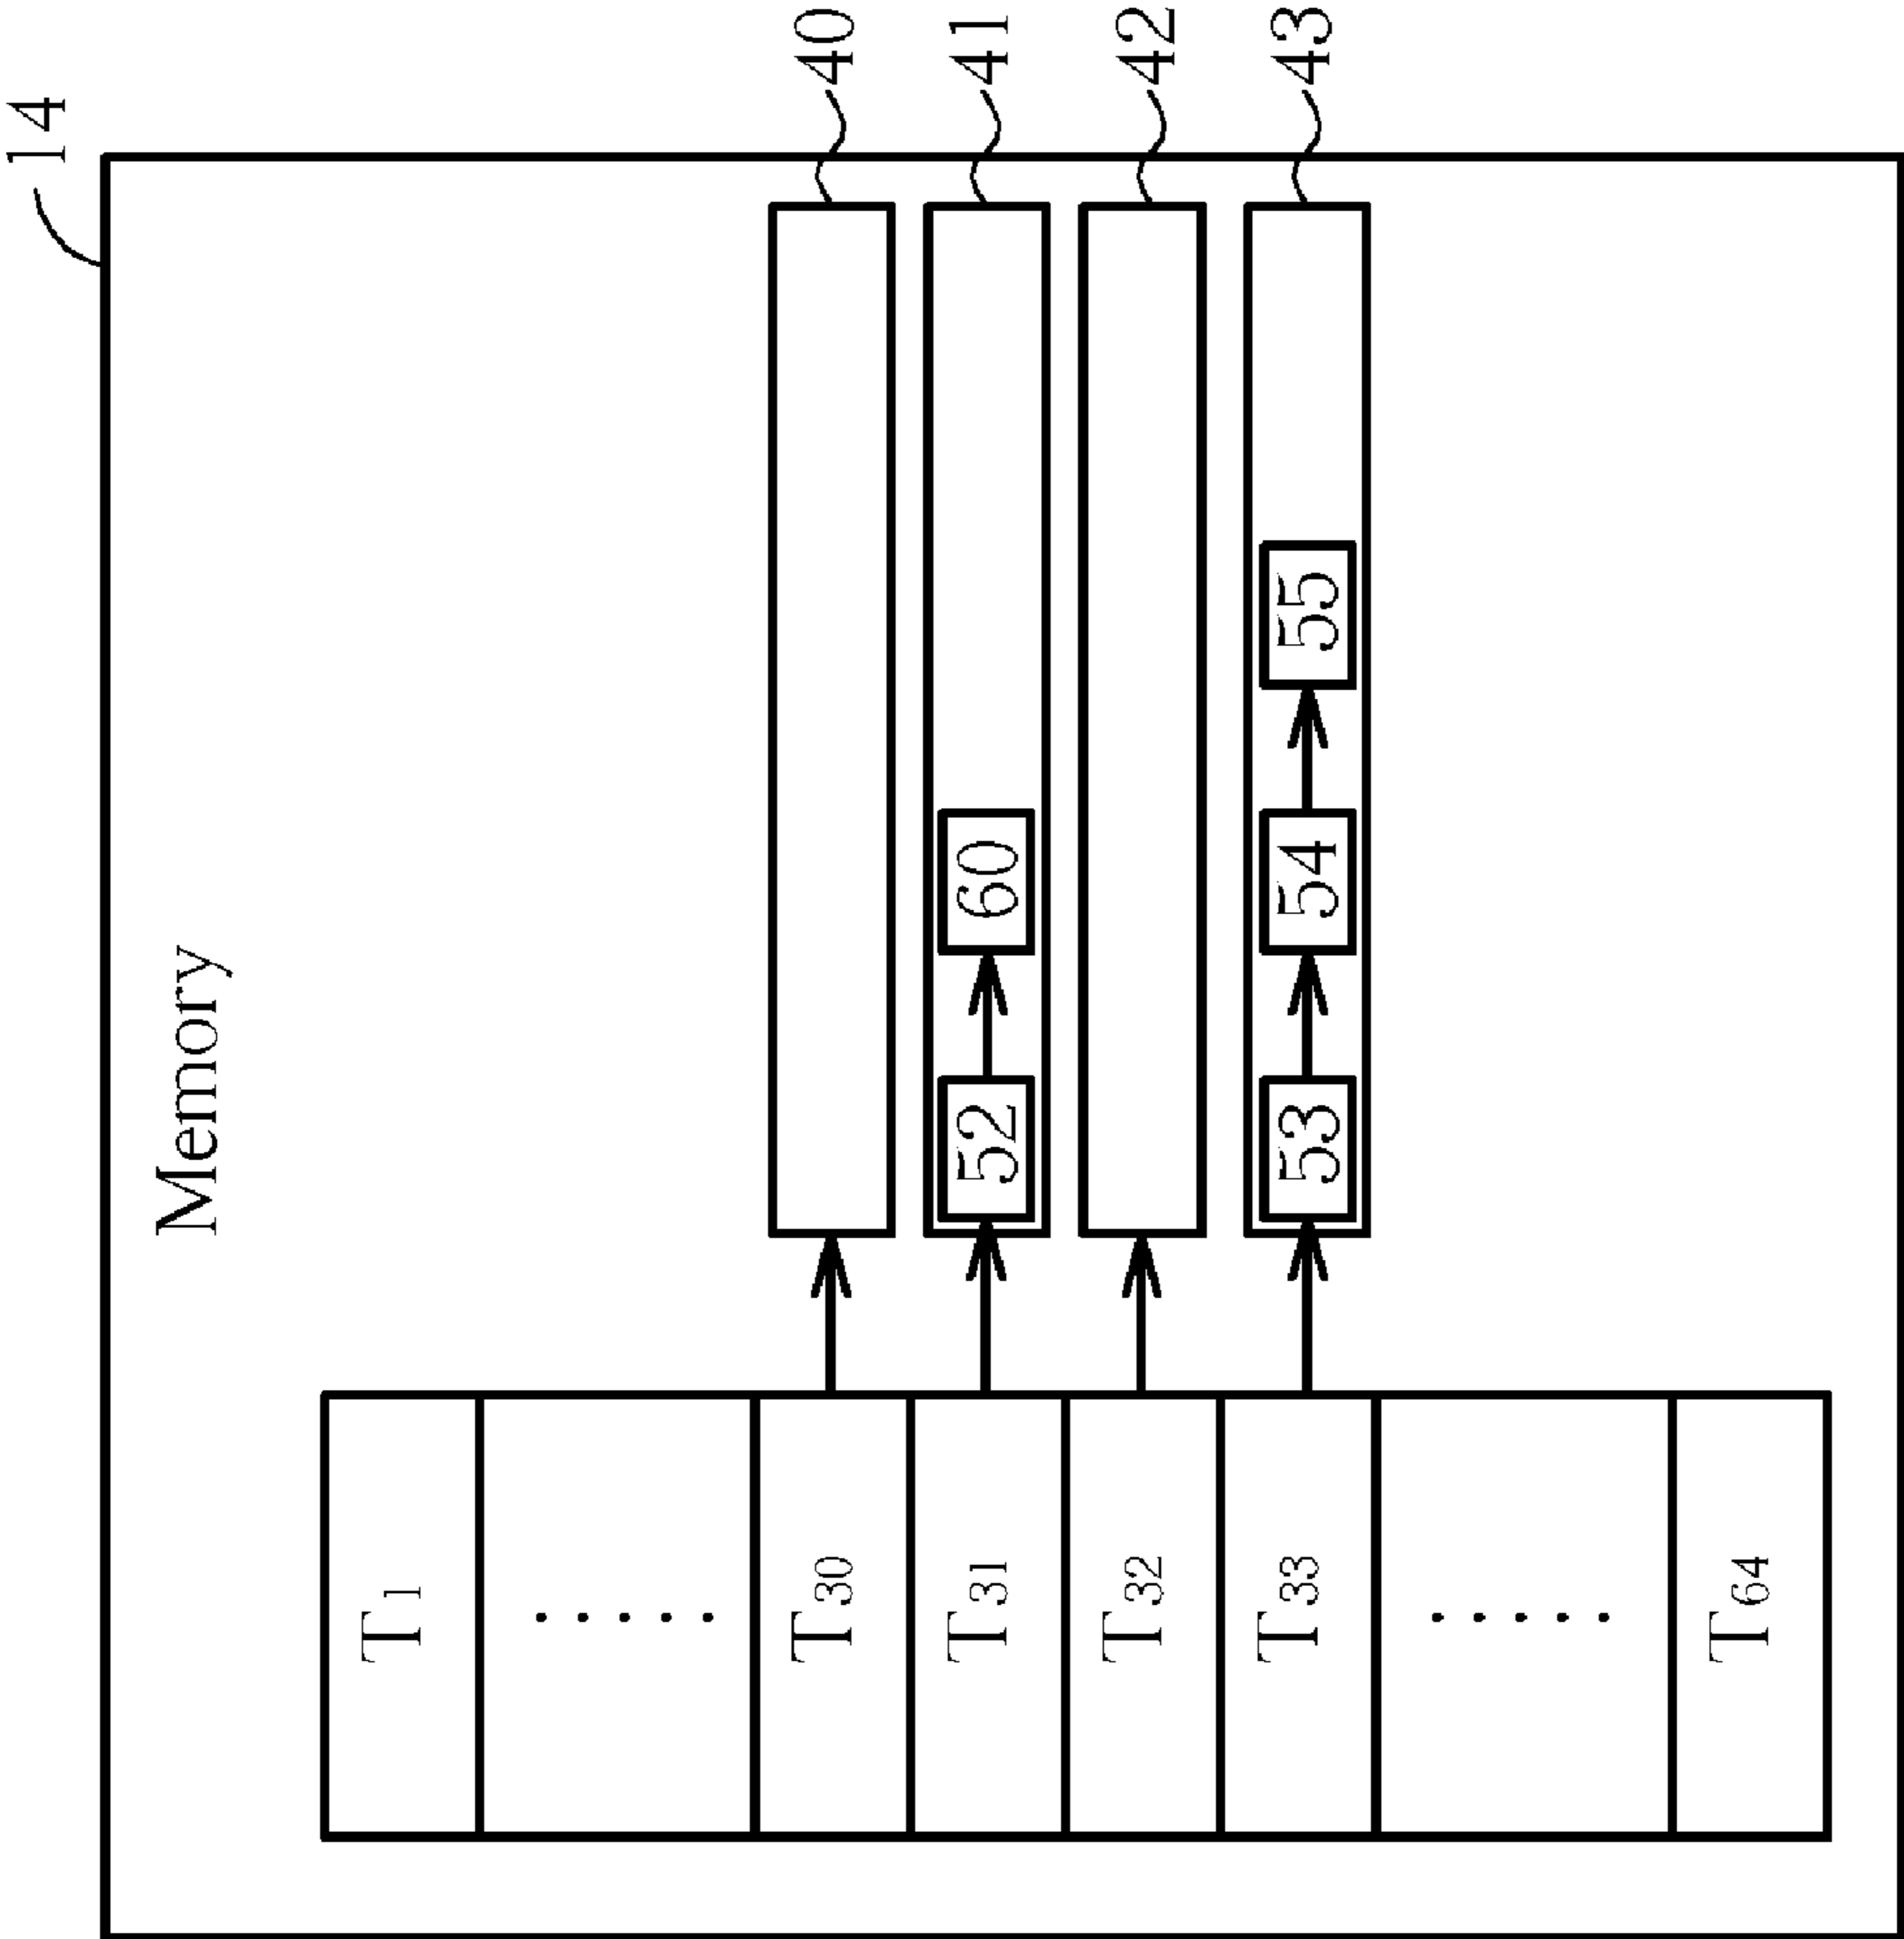 14
Memory
T1
.....
T30
40
T31
52
60
41
T32
42
T33
53
54
55
43
.....
T64